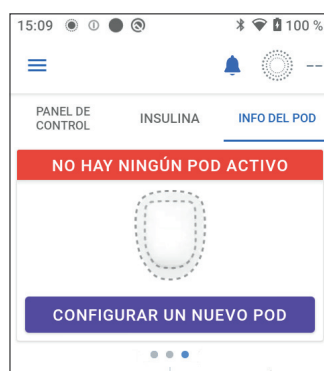 15:09 100 %
--
PANEL DE
CONTROL
INSULINA
INFO DEL POD
NO HAY NINGÚN POD ACTIVO
CONFIGURAR UN NUEVO POD